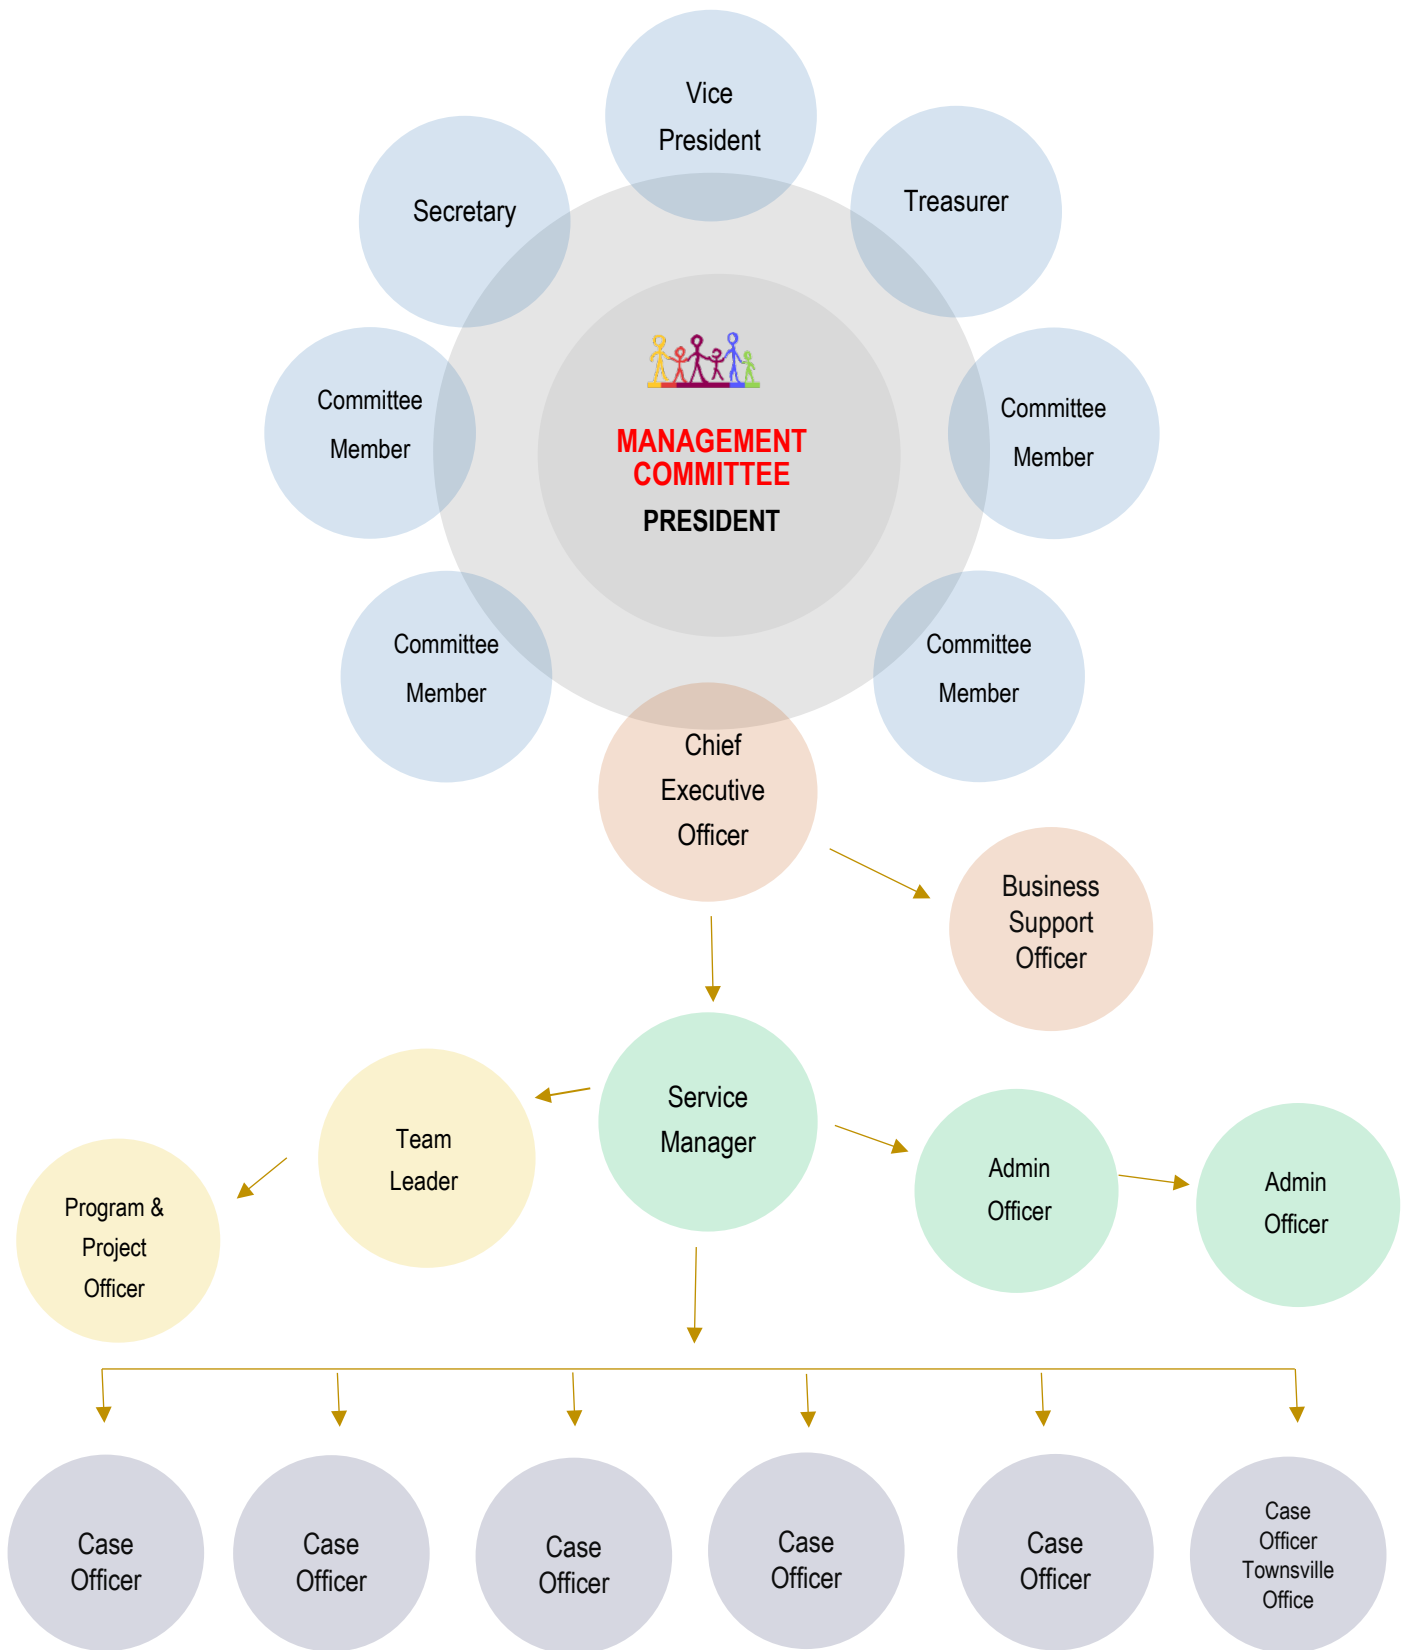 Vice
President
Secretary
Treasurer
Committee
Member
MANAGEMENT
COMMITTEE
PRESIDENT
Committee
Member
Committee
Member
Committee
Member
Chief
Executive
Officer
Business
Support
Officer
Service
Manager
Team
Leader
Program &
Project
Officer
Admin
Officer
Admin
Officer
Case
Officer
Case
Officer
Case
Officer
Case
Officer
Case
Officer
Case
Officer
Townsville
Office